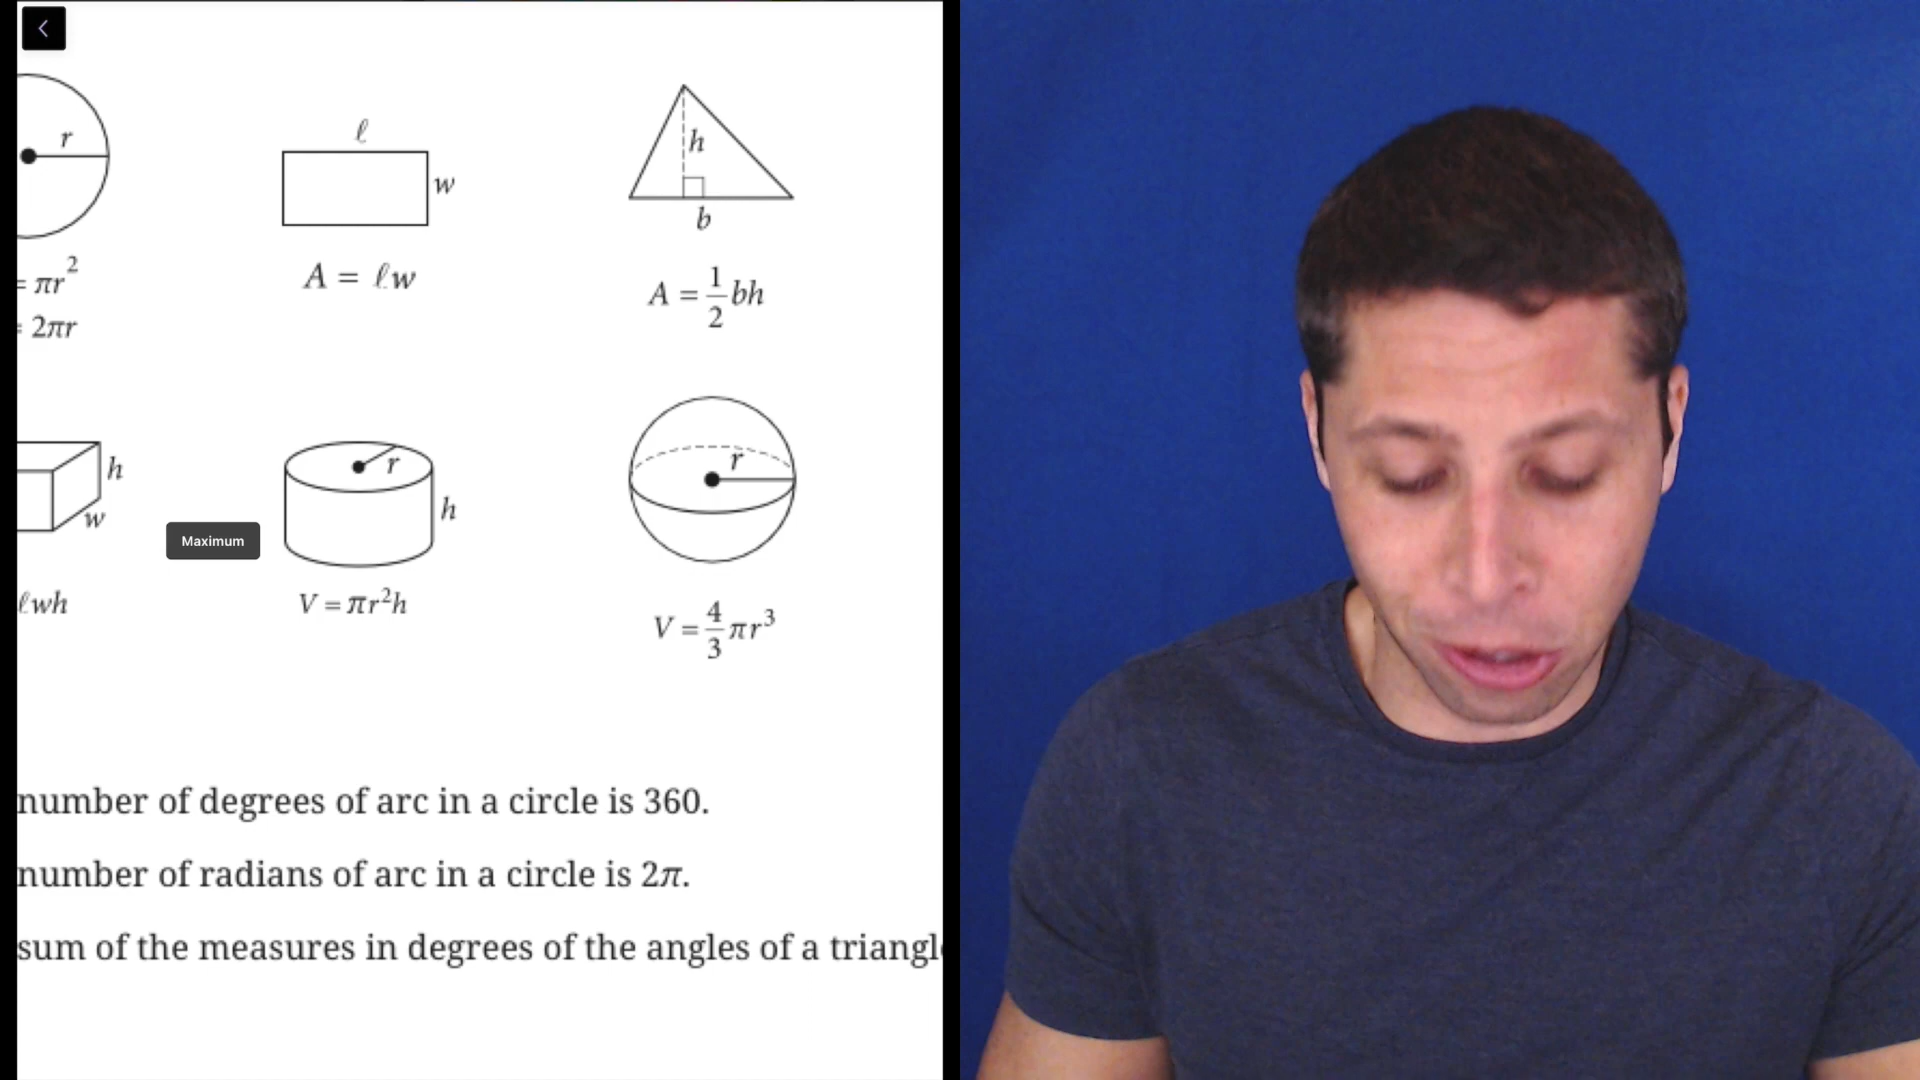 r
ℓ
w
h
b
= πr²
= 2πr
A = ℓw
A = 1/2 bh
h
w
r
h
r
Maximum
ℓwh
V = πr²h
V = 4/3 πr³
number of degrees of arc in a circle is 360.
number of radians of arc in a circle is 2π.
sum of the measures in degrees of the angles of a triangl